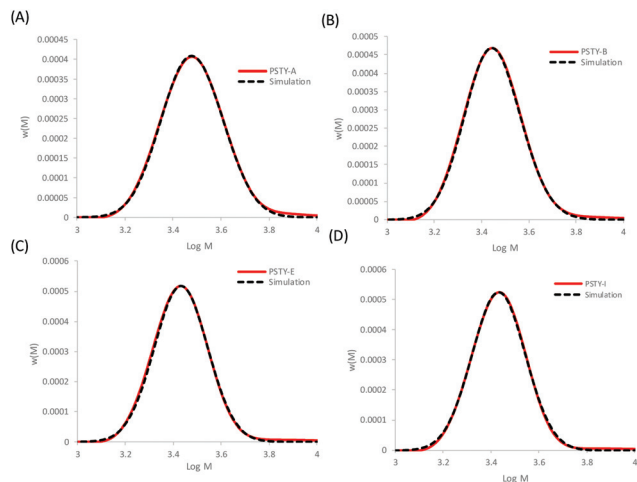 (A)
0.00045
0.0004
0.00035
0.0003
0.00025
0.0002
0.00015
0.0001
0.00005
0
w(M)
PSTY-A
Simulation
3 3.2 3.4 3.6 3.8 4
Log M
(B)
0.0005
0.00045
0.0004
0.00035
0.0003
0.00025
0.0002
0.00015
0.0001
0.00005
0
w(M)
PSTY-B
Simulation
3 3.2 3.4 3.6 3.8 4
Log M
(C)
0.0006
0.0005
0.0004
0.0003
0.0002
0.0001
0
w(M)
PSTY-E
Simulation
3 3.2 3.4 3.6 3.8 4
Log M
(D)
0.0006
0.0005
0.0004
0.0003
0.0002
0.0001
0
w(M)
PSTY-I
Simulation
3 3.2 3.4 3.6 3.8 4
Log M